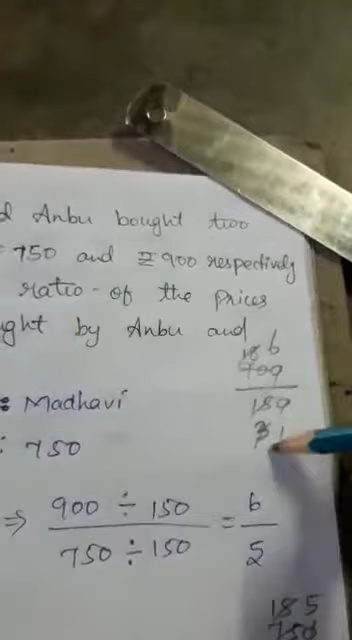 d Anbu bought two
750 and ₹900 respectively
ratio of the prices
ght by Anbu and
: Madhavi
: 750
⇒ 900 ÷ 150 / 750 ÷ 150 = 6/5
185
750